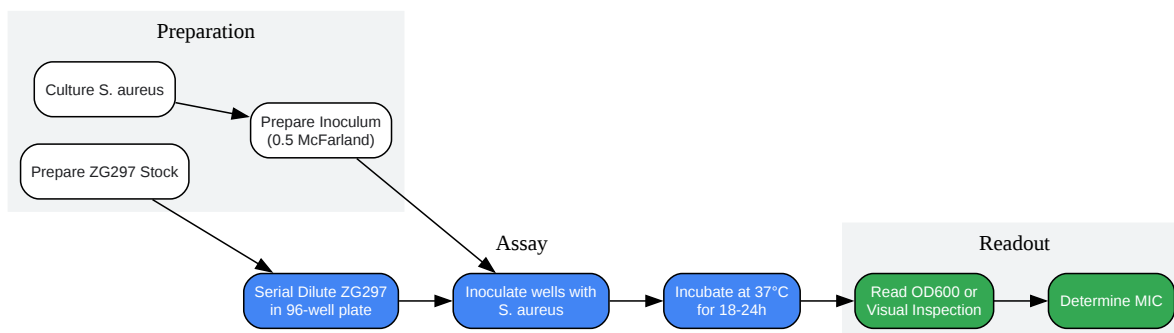 Preparation
Culture S. aureus
Prepare Inoculum
(0.5 McFarland)
Prepare ZG297 Stock
Assay
Serial Dilute ZG297
in 96-well plate
Inoculate wells with
S. aureus
Incubate at 37°C
for 18-24h
Readout
Read OD600 or
Visual Inspection
Determine MIC